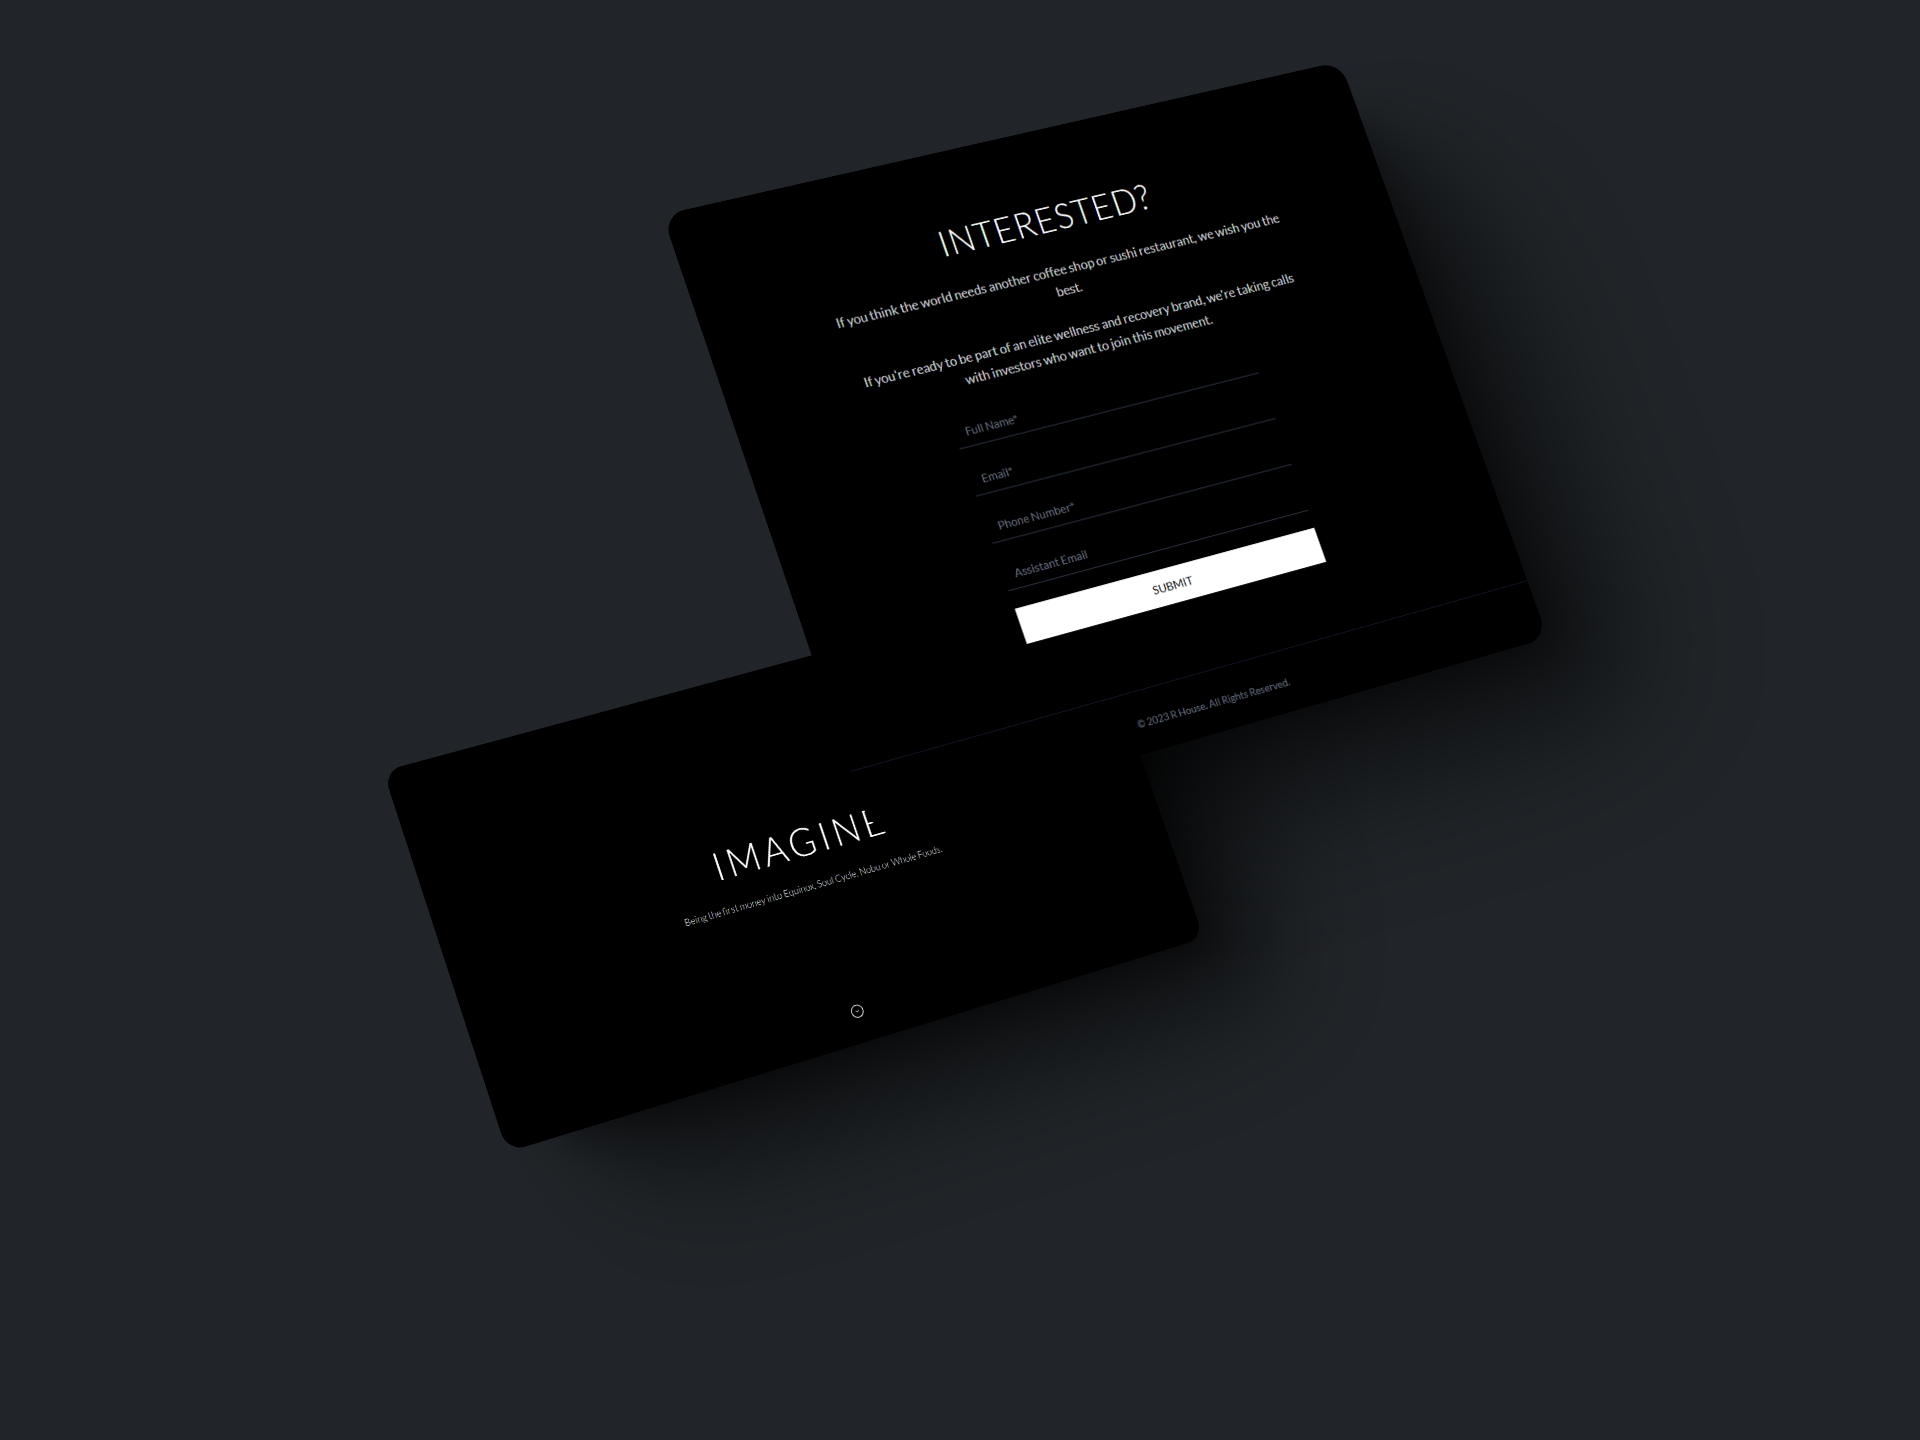 INTERESTED?
If you think the world needs another coffee shop or sushi restaurant, we wish you the
best.
If you're ready to be part of an elite wellness and recovery brand, we're taking calls
with investors who want to join this movement.
Full Name*
Email*
Phone Number*
Assistant Email
SUBMIT
© 2023 R House. All Rights Reserved.
IMAGINE
Being the first money into Equinox, Soul Cycle, Nobu or Whole Foods.